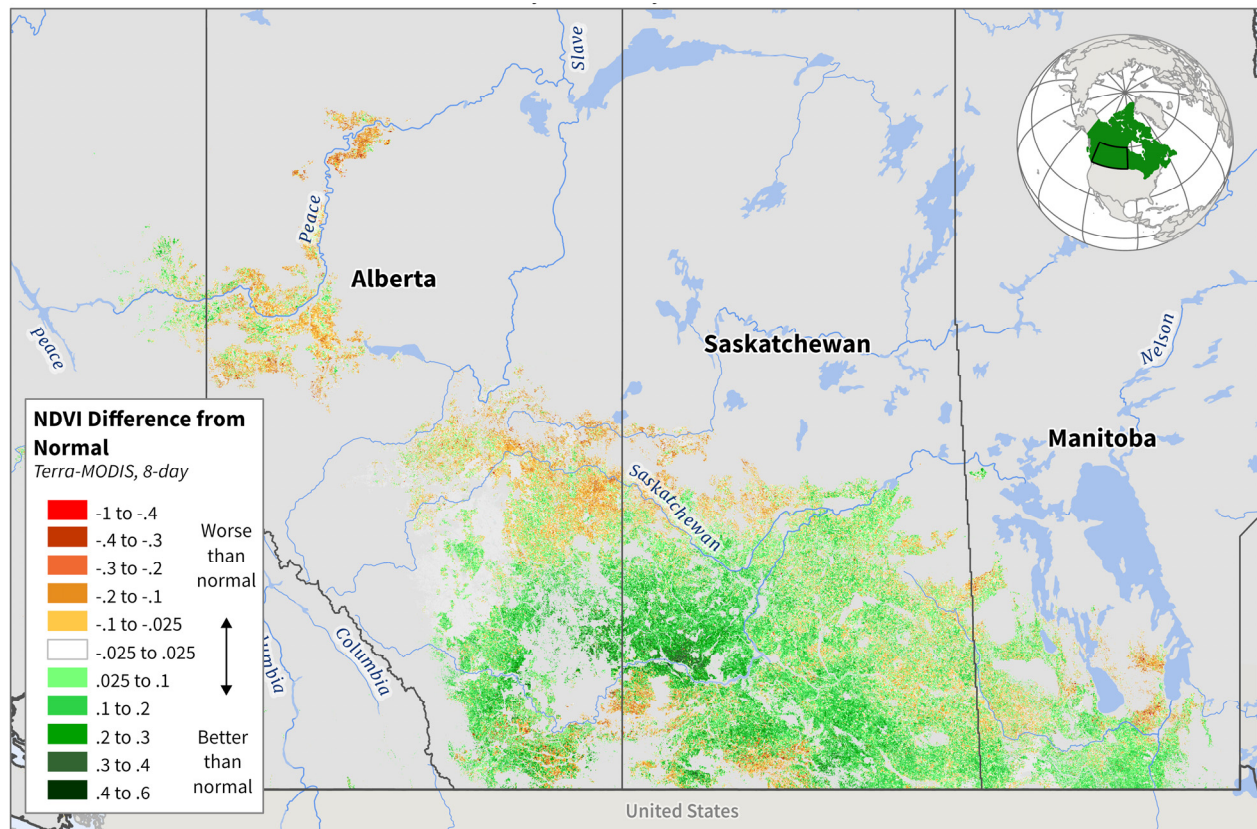 Slave
Peace
Alberta
Peace
Saskatchewan
Nelson
Manitoba
Saskatchewan
Columbia
lumbia
NDVI Difference from
Normal
Terra-MODIS, 8-day
-1 to -.4
-.4 to -.3
-.3 to -.2
-.2 to -.1
-.1 to -.025
-.025 to .025
.025 to .1
.1 to .2
.2 to .3
.3 to .4
.4 to .6
Worse
than
normal
Better
than
normal
United States